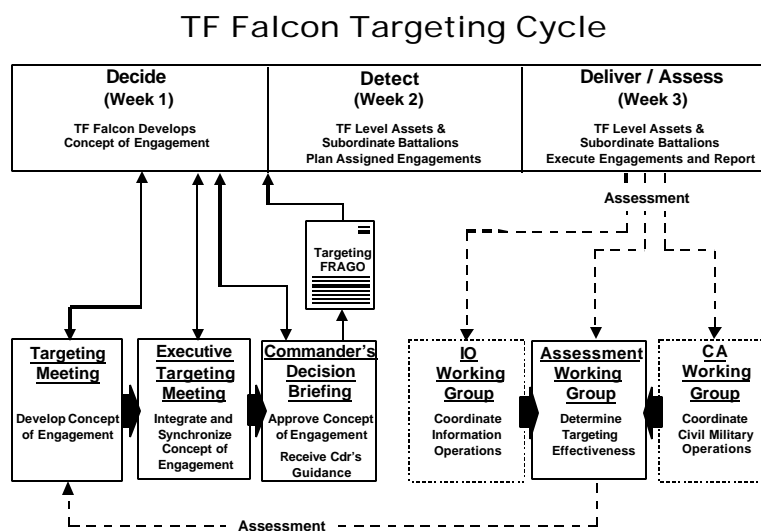 TF Falcon Targeting Cycle
Decide
(Week 1)
TF Falcon Develops
Concept of Engagement
Detect
(Week 2)
TF Level Assets &
Subordinate Battalions
Plan Assigned Engagements
Deliver / Assess
(Week 3)
TF Level Assets &
Subordinate Battalions
Execute Engagements and Report
Assessment
Targeting
FRAGO
Targeting
Meeting
Develop Concept
of Engagement
Executive
Targeting
Meeting
Integrate and
Synchronize
Concept of
Engagement
Commander's
Decision
Briefing
Approve Concept
of Engagement
Receive Cdr's
Guidance
IO
Working
Group
Coordinate
Information
Operations
Assessment
Working
Group
Determine
Targeting
Effectiveness
CA
Working
Group
Coordinate
Civil Military
Operations
Assessment